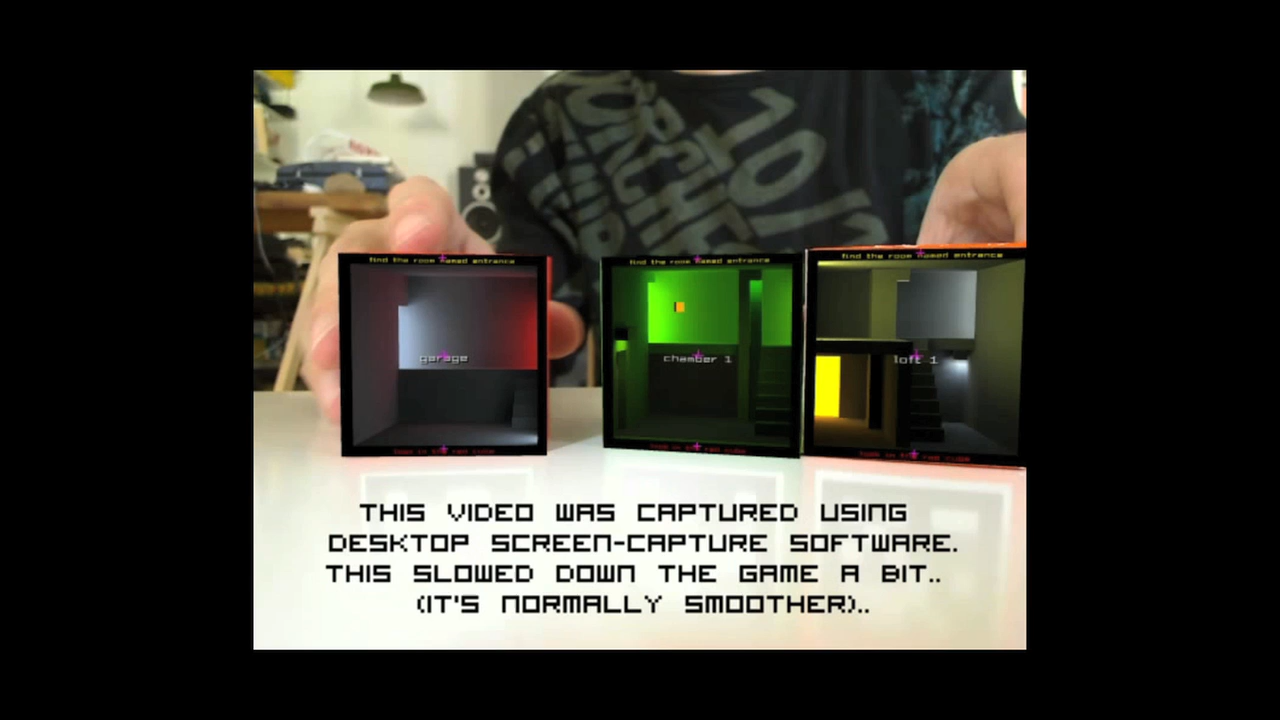 find the room named entrance
find the room named entrance
find the room named entrance
garage
chamber 1
loft 1
THIS VIDEO WAS CAPTURED USING
DESKTOP SCREEN-CAPTURE SOFTWARE.
THIS SLOWED DOWN THE GAME A BIT..
(IT'S NORMALLY SMOOTHER)..